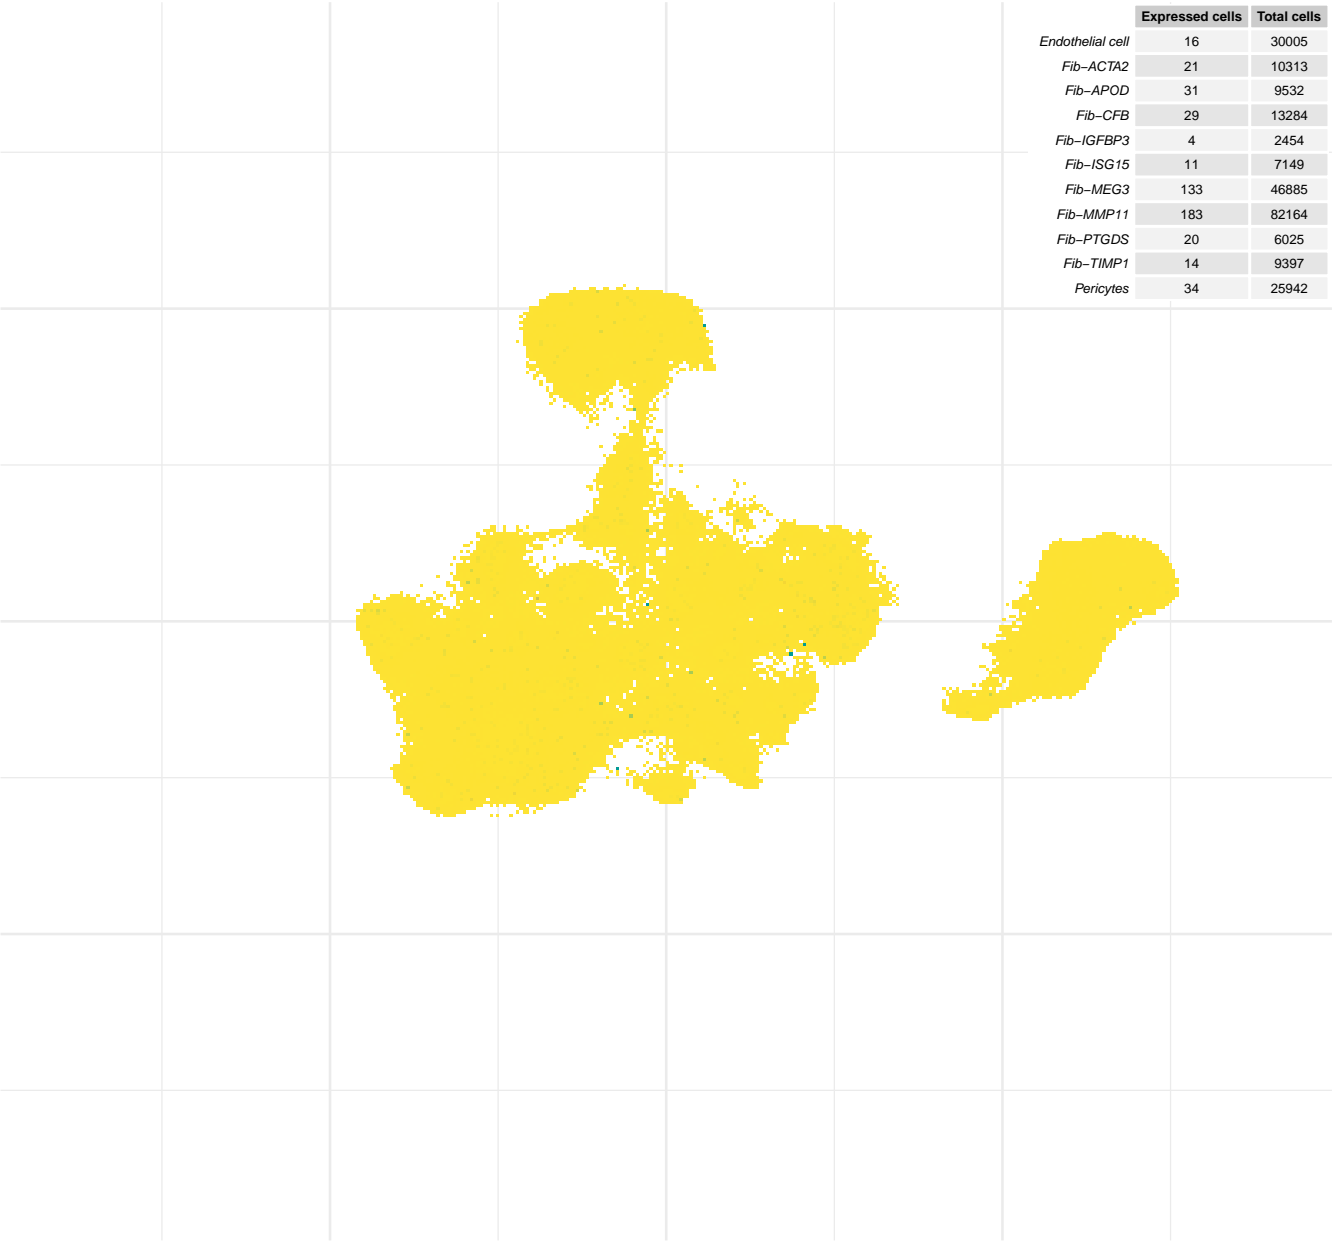 Expressed cells Total cells
Endothelial cell 16 30005
Fib−ACTA2 21 10313
Fib−APOD 31 9532
Fib−CFB 29 13284
Fib−IGFBP3 4 2454
Fib−ISG15 11 7149
Fib−MEG3 133 46885
Fib−MMP11 183 82164
Fib−PTGDS 20 6025
Fib−TIMP1 14 9397
Pericytes 34 25942